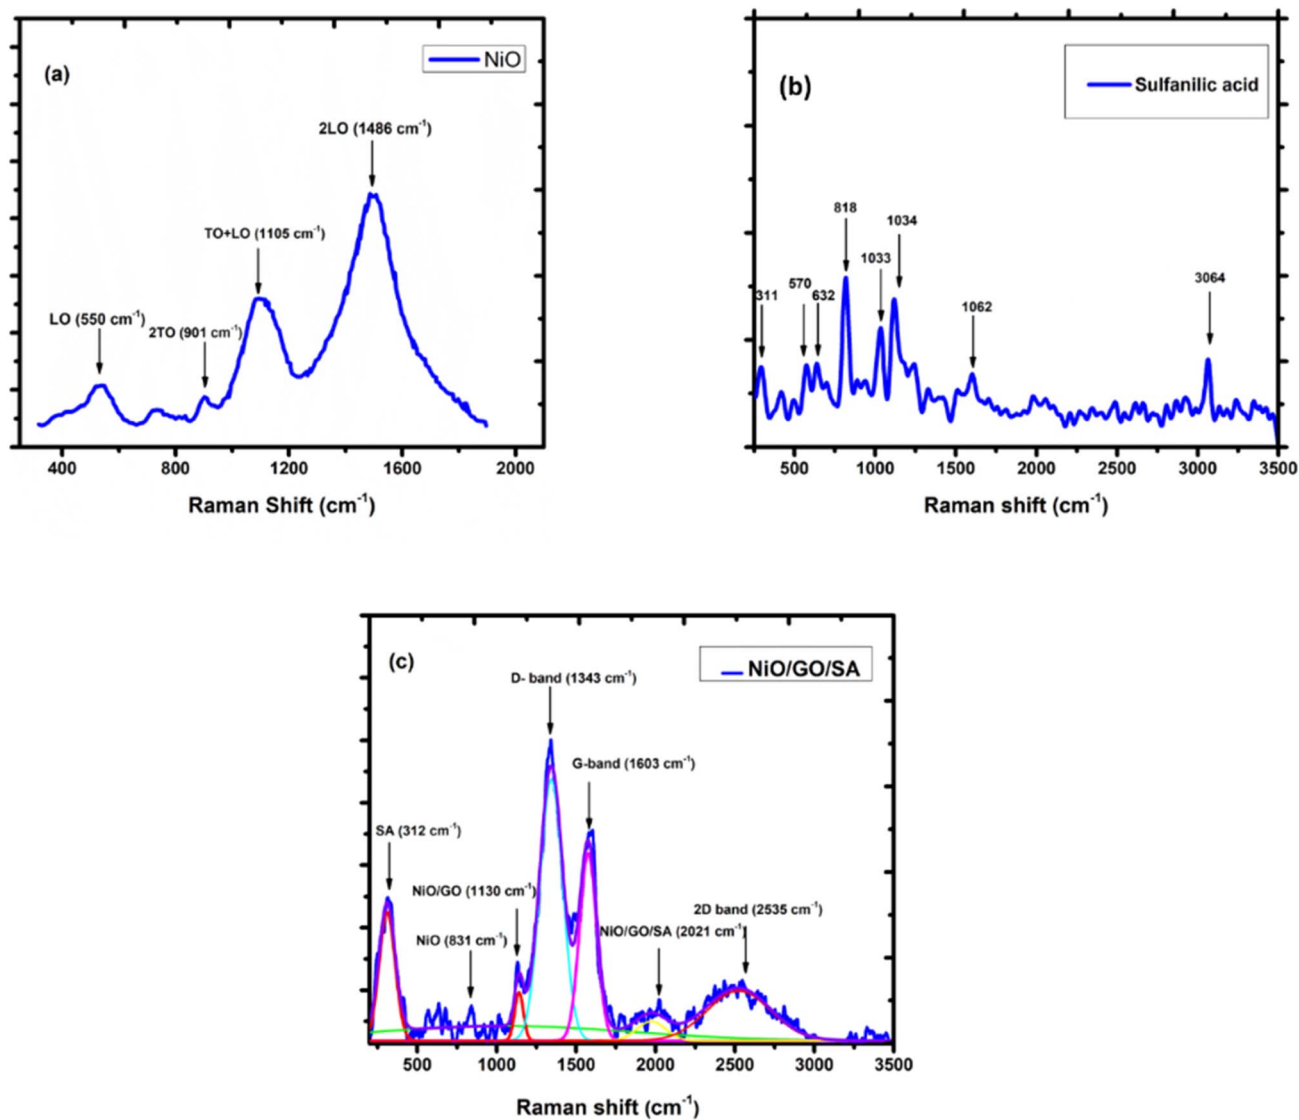 (a)
NiO
2LO (1486 cm-1)
TO+LO (1105 cm-1)
LO (550 cm-1)
2TO (901 cm-1)
400 800 1200 1600 2000
Raman Shift (cm-1)
(b)
Sulfanilic acid
818
1034
1033
570
632
311
1062
3064
500 1000 1500 2000 2500 3000 3500
Raman shift (cm-1)
(c)
NiO/GO/SA
D- band (1343 cm-1)
G-band (1603 cm-1)
SA (312 cm-1)
NiO/GO (1130 cm-1)
2D band (2535 cm-1)
NiO/GO/SA (2021 cm-1)
NiO (831 cm-1)
500 1000 1500 2000 2500 3000 3500
Raman shift (cm-1)